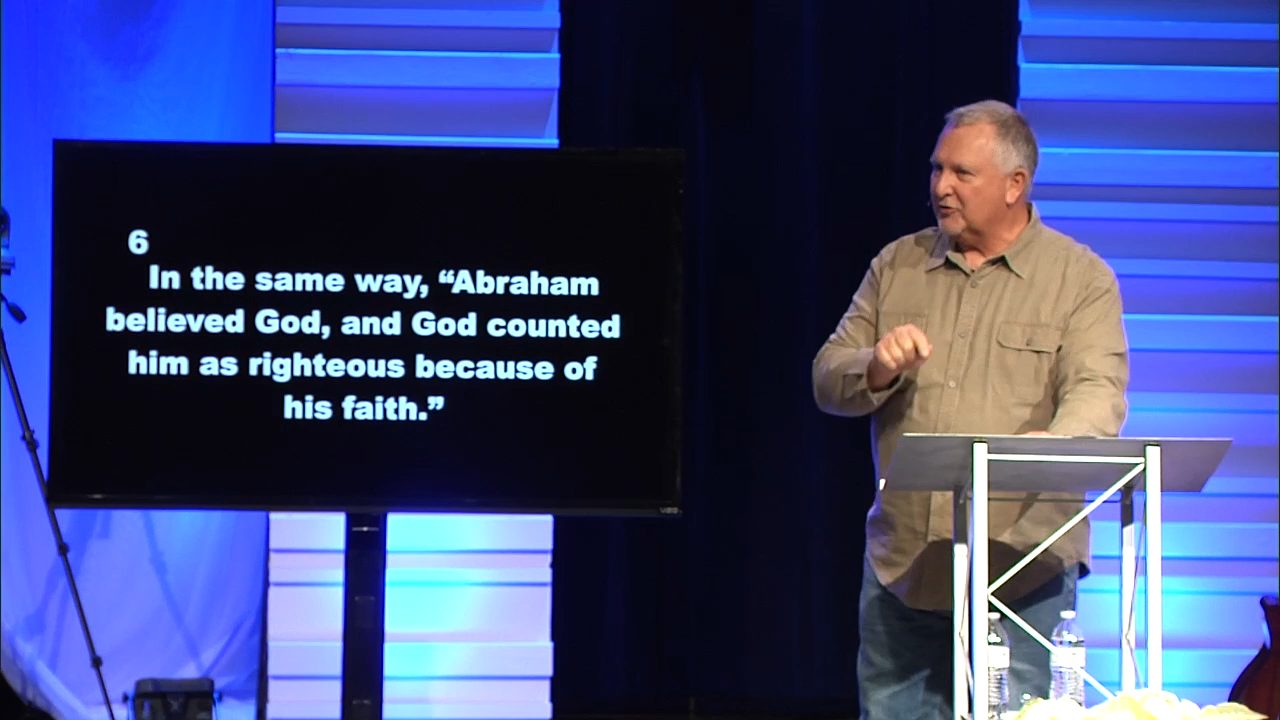 6
In the same way, “Abraham
believed God, and God counted
him as righteous because of
his faith.”